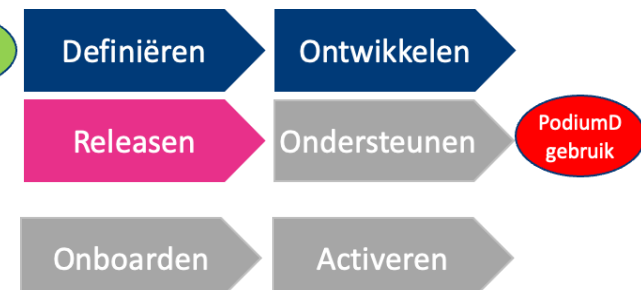 Definiëren
Ontwikkelen
Releasen
Ondersteunen
PodiumD
gebruik
Onboarden
Activeren